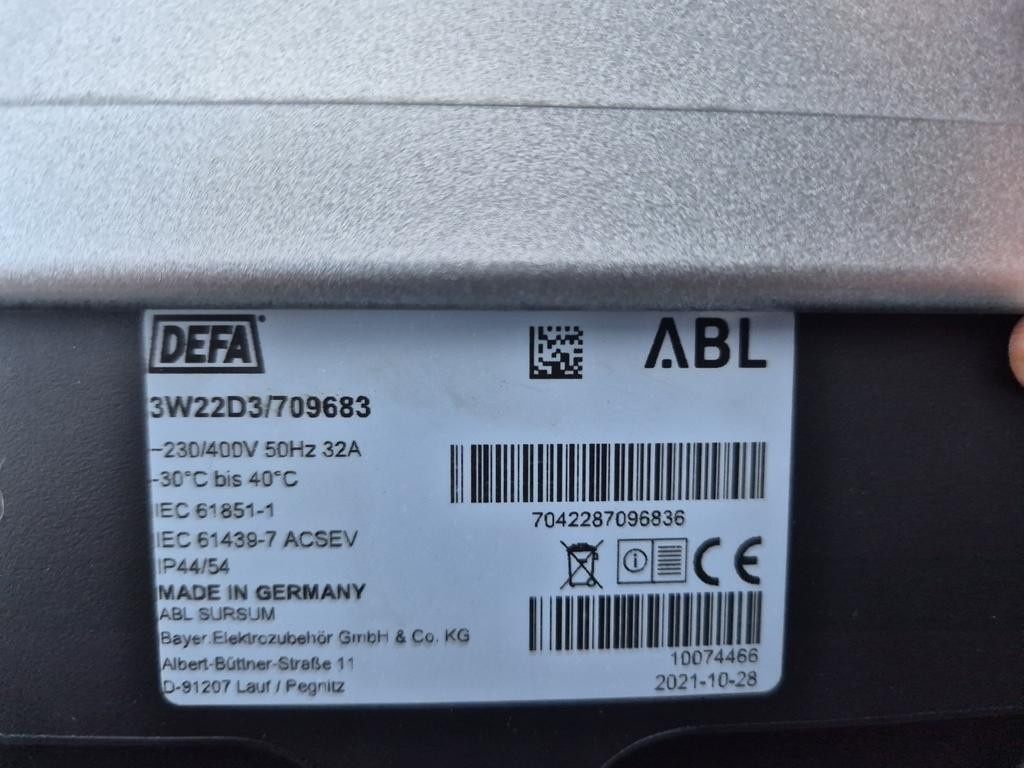 DEFA
ABL
3W22D3/709683
~230/400V 50Hz 32A
-30°C bis 40°C
IEC 61851-1
IEC 61439-7 ACSEV
IP44/54
MADE IN GERMANY
ABL SURSUM
Bayer.Elektrozubehör GmbH & Co. KG
Albert-Büttner-Straße 11
D-91207 Lauf / Pegnitz
7042287096836
CE
10074466
2021-10-28